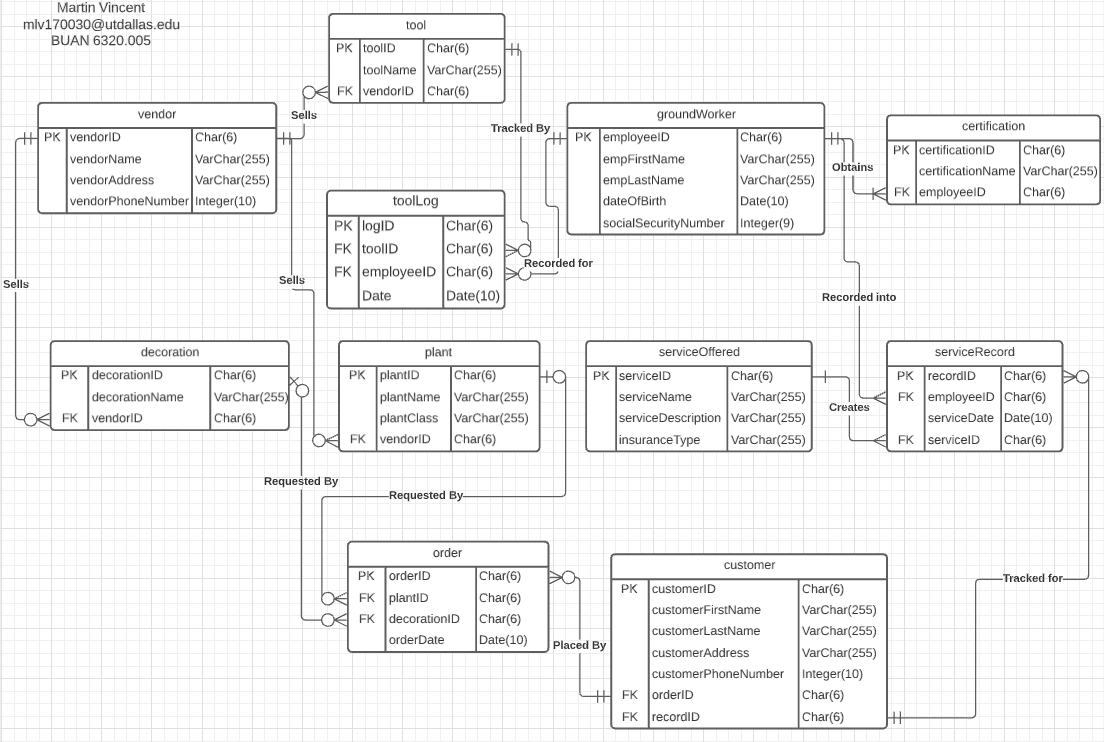 Martin Vincent
mlv170030@utdallas.edu
BUAN 6320.005
tool
PK toolID Char(6)
toolName VarChar(255)
FK vendorID Char(6)
Sells
vendor
PK vendorID Char(6)
vendorName VarChar(255)
vendorAddress VarChar(255)
vendorPhoneNumber Integer(10)
Tracked By
groundWorker
PK employeeID Char(6)
empFirstName VarChar(255)
empLastName VarChar(255)
dateOfBirth Date(10)
socialSecurityNumber Integer(9)
Obtains
certification
PK certificationID Char(6)
certificationName VarChar(255)
FK employeeID Char(6)
toolLog
PK logID Char(6)
FK toolID Char(6)
FK employeeID Char(6)
Date Date(10)
Recorded for
Sells
Sells
Recorded into
decoration
PK decorationID Char(6)
decorationName VarChar(255)
FK vendorID Char(6)
plant
PK plantID Char(6)
plantName VarChar(255)
plantClass VarChar(255)
FK vendorID Char(6)
serviceOffered
PK serviceID Char(6)
serviceName VarChar(255)
serviceDescription VarChar(255)
insuranceType VarChar(255)
Creates
serviceRecord
PK recordID Char(6)
FK employeeID Char(6)
serviceDate Date(10)
FK serviceID Char(6)
Requested By
Requested By
order
PK orderID Char(6)
FK plantID Char(6)
FK decorationID Char(6)
orderDate Date(10)
Placed By
customer
PK customerID Char(6)
customerFirstName VarChar(255)
customerLastName VarChar(255)
customerAddress VarChar(255)
customerPhoneNumber Integer(10)
FK orderID Char(6)
FK recordID Char(6)
Tracked for